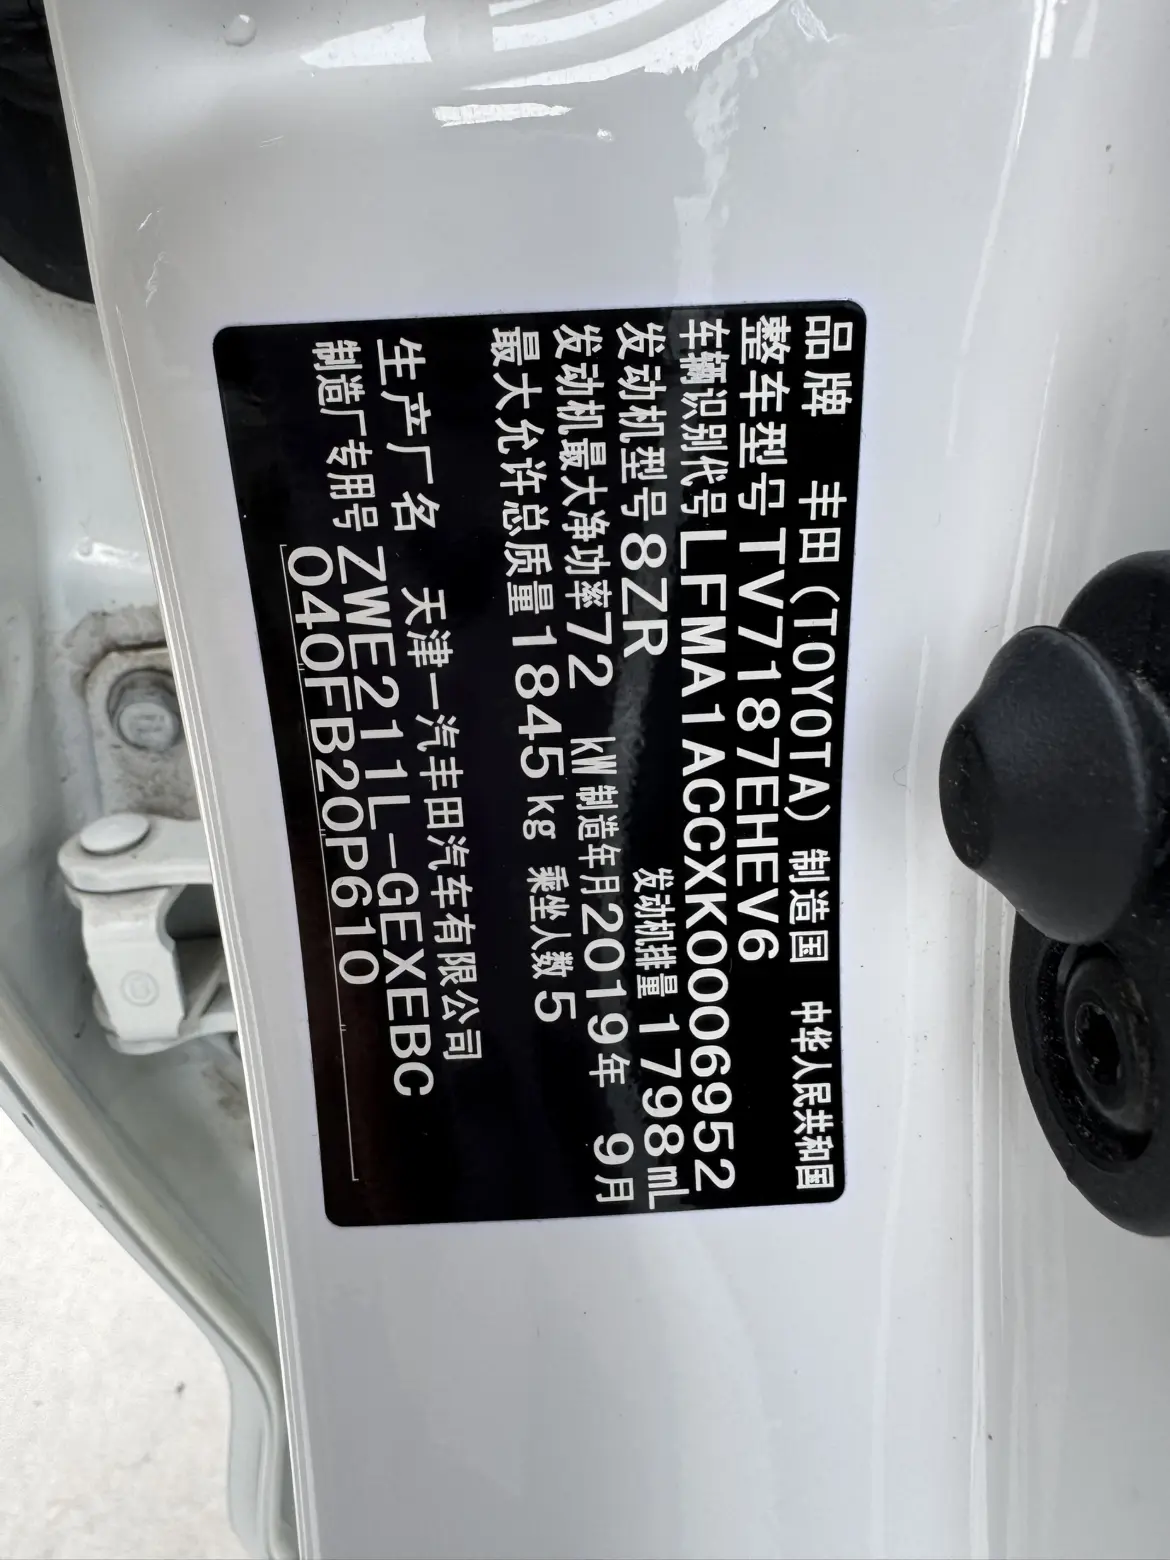 品牌 丰田(TOYOTA) 制造国 中华人民共和国
整车型号 TV7187EHEV6
车辆识别代号 LFMA1ACCXK0006952
发动机型号 8ZR 发动机排量 1798mL
发动机最大净功率 72 kW 制造年月 2019年 9月
最大允许总质量 1845kg 乘坐人数 5
生产厂名 天津一汽丰田汽车有限公司
制造厂专用号 ZWE211L-GEXEBC
040FB20P610